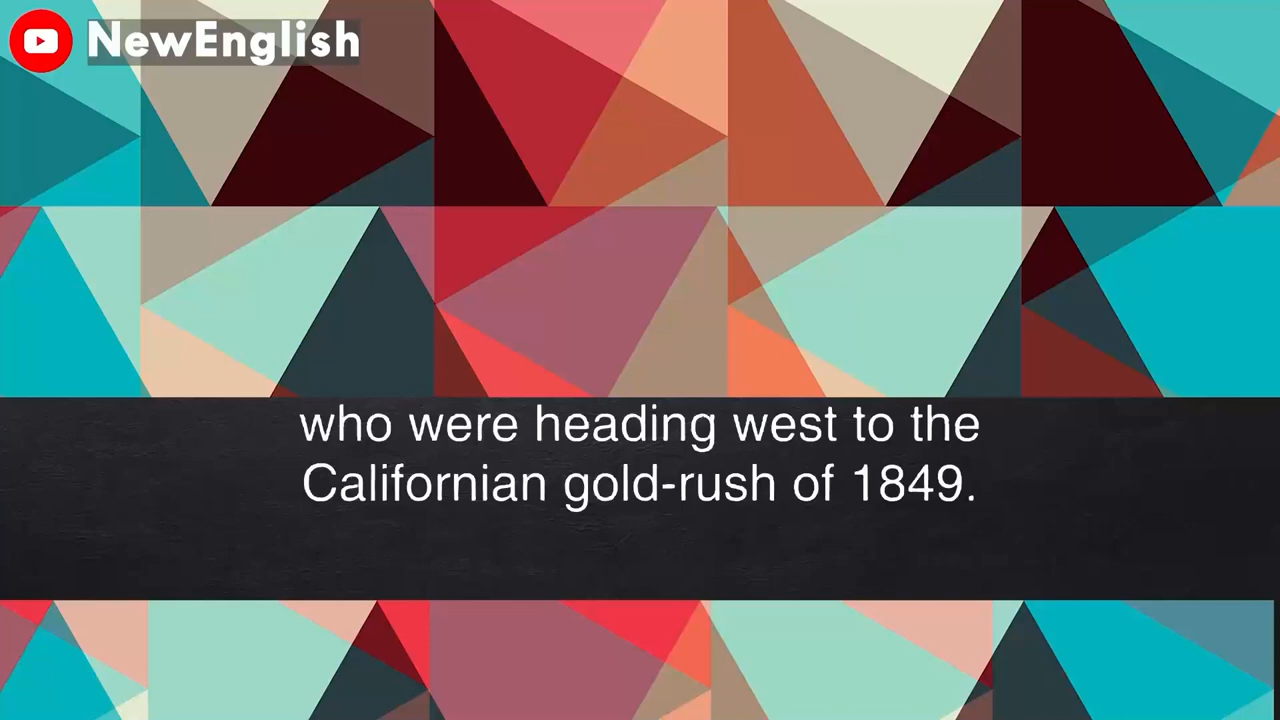 NewEnglish
who were heading west to the
Californian gold-rush of 1849.